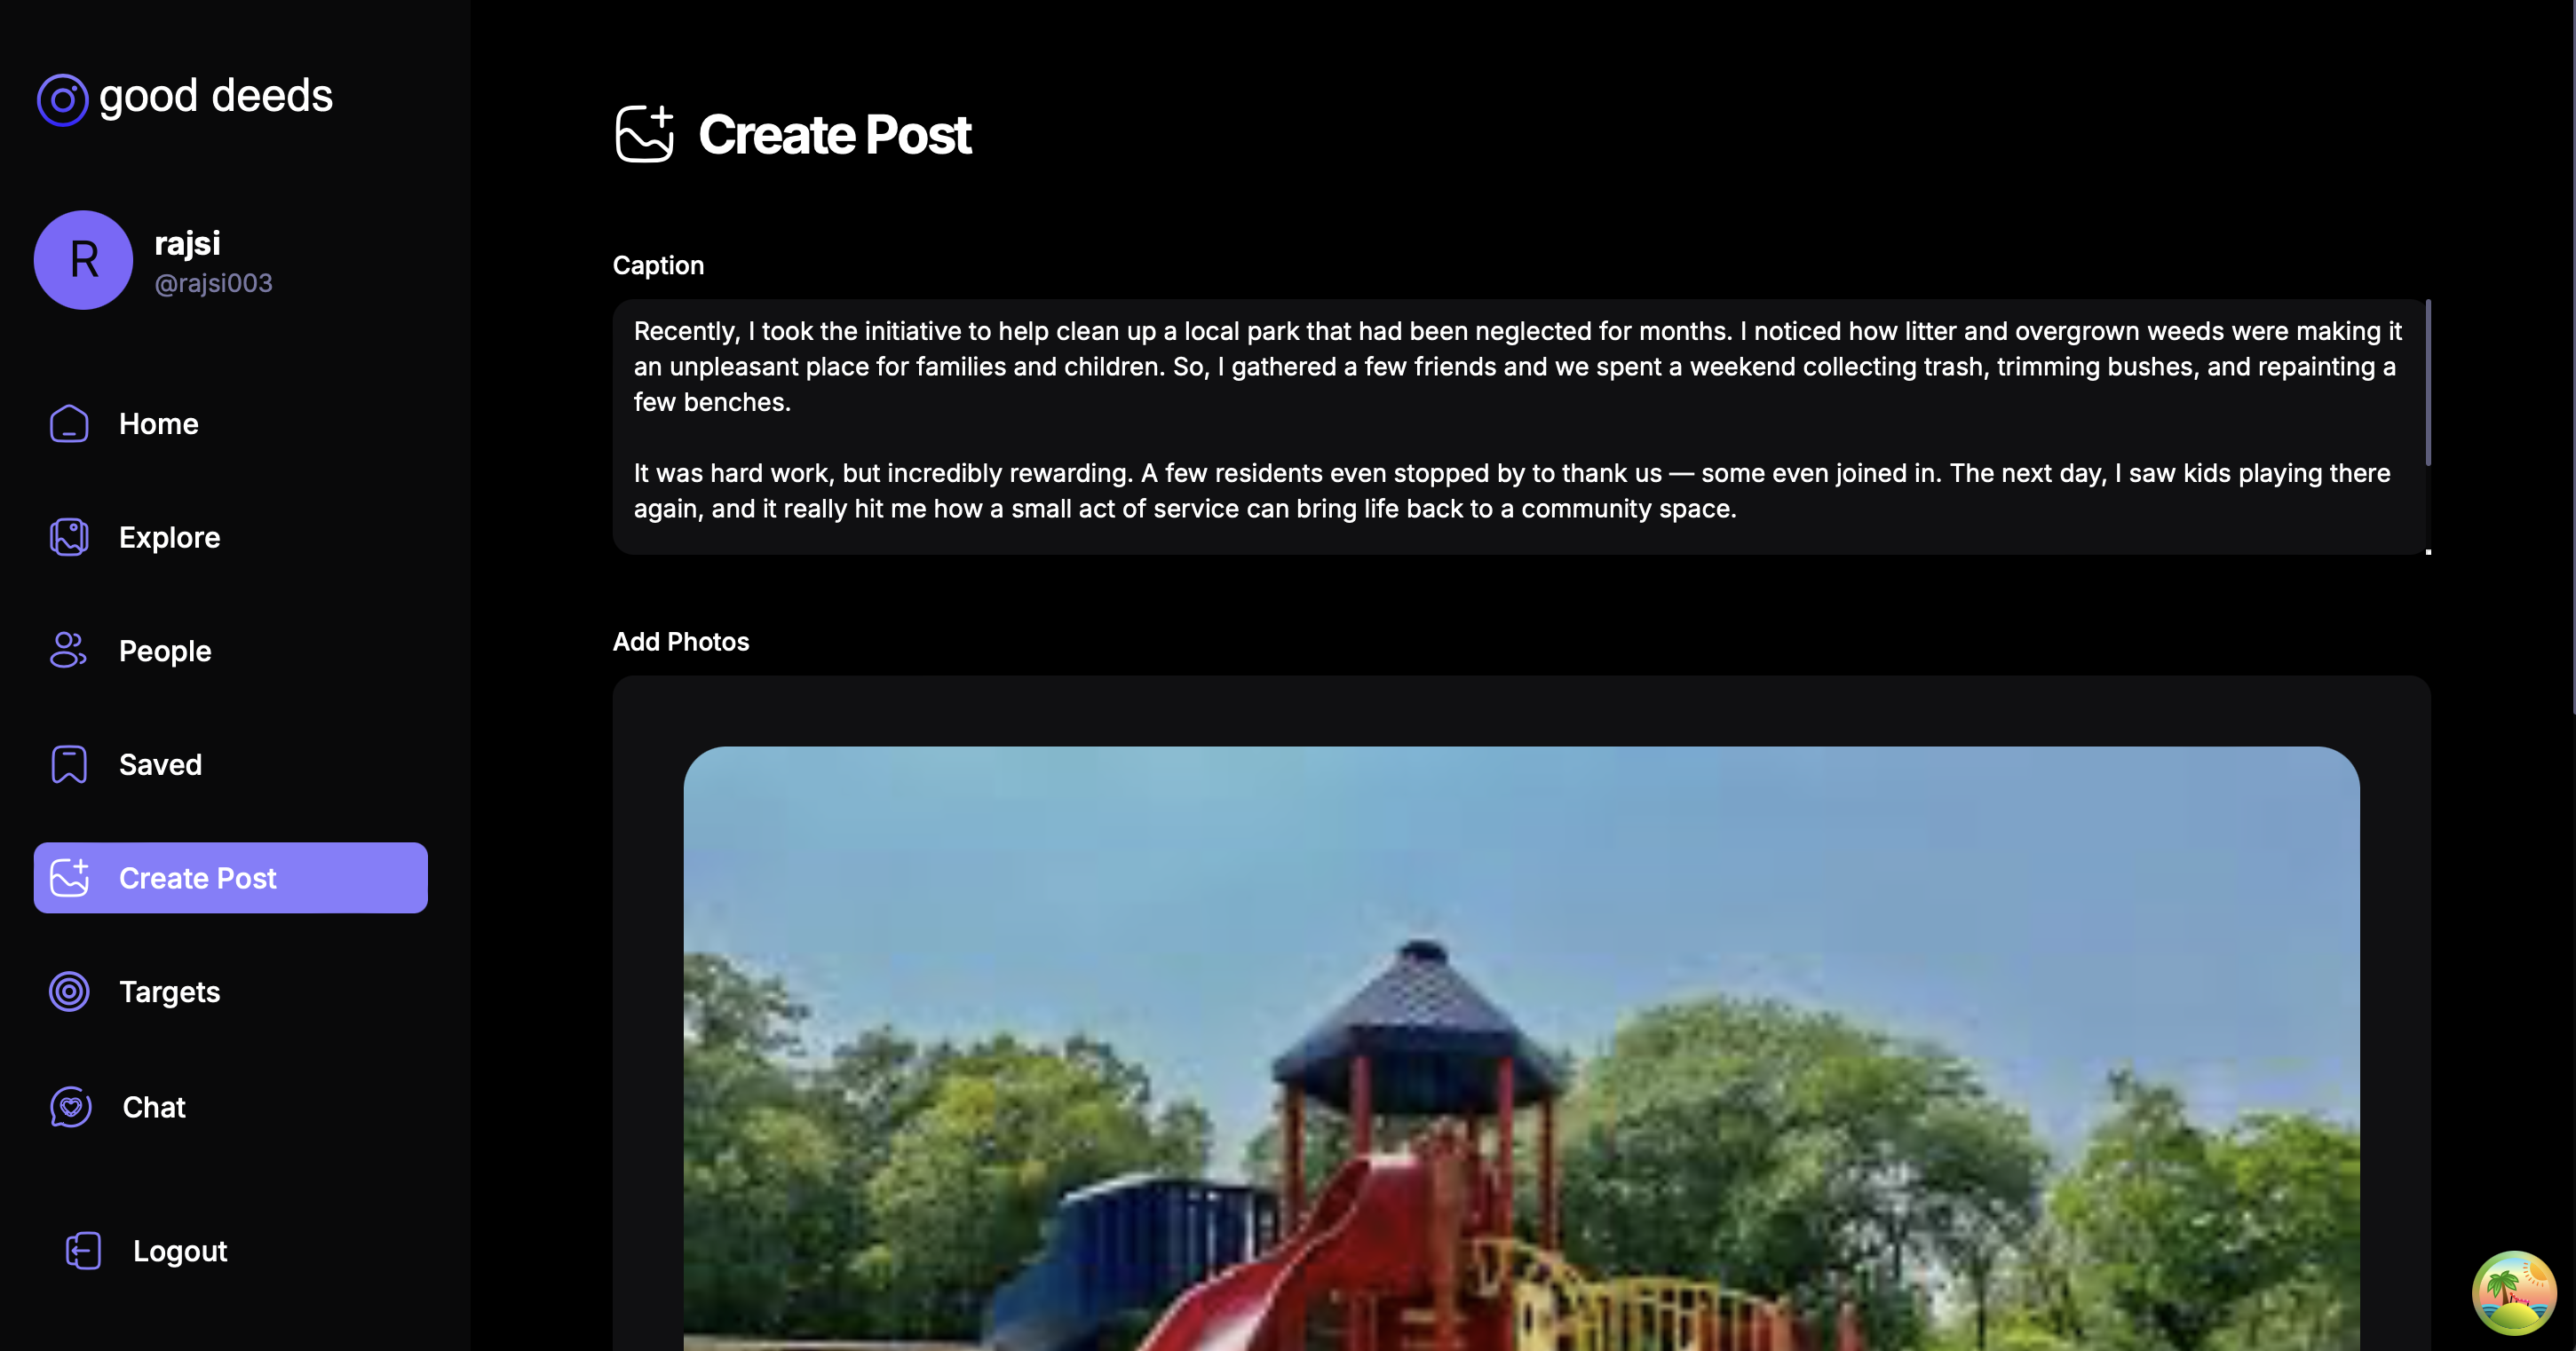 good deeds
R
rajsi
@rajsi003
Home
Explore
People
Saved
Create Post
Targets
Chat
Logout
Create Post
Caption
Recently, I took the initiative to help clean up a local park that had been neglected for months. I noticed how litter and overgrown weeds were making it
an unpleasant place for families and children. So, I gathered a few friends and we spent a weekend collecting trash, trimming bushes, and repainting a
few benches.
It was hard work, but incredibly rewarding. A few residents even stopped by to thank us — some even joined in. The next day, I saw kids playing there
again, and it really hit me how a small act of service can bring life back to a community space.
Add Photos